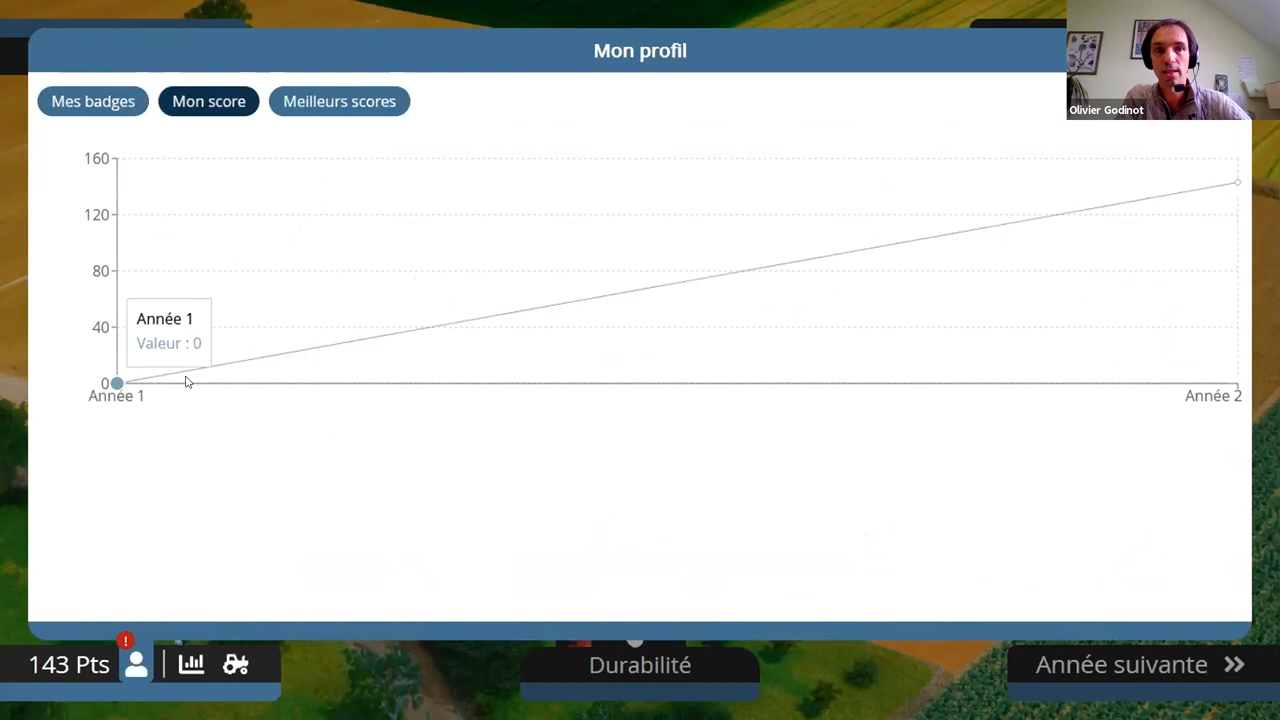 Mon profil
Mes badges
Mon score
Meilleurs scores
Olivier Godinot
160
120
80
40
0
Année 1
Valeur : 0
Année 1
Année 2
!
143 Pts
Durabilité
Année suivante